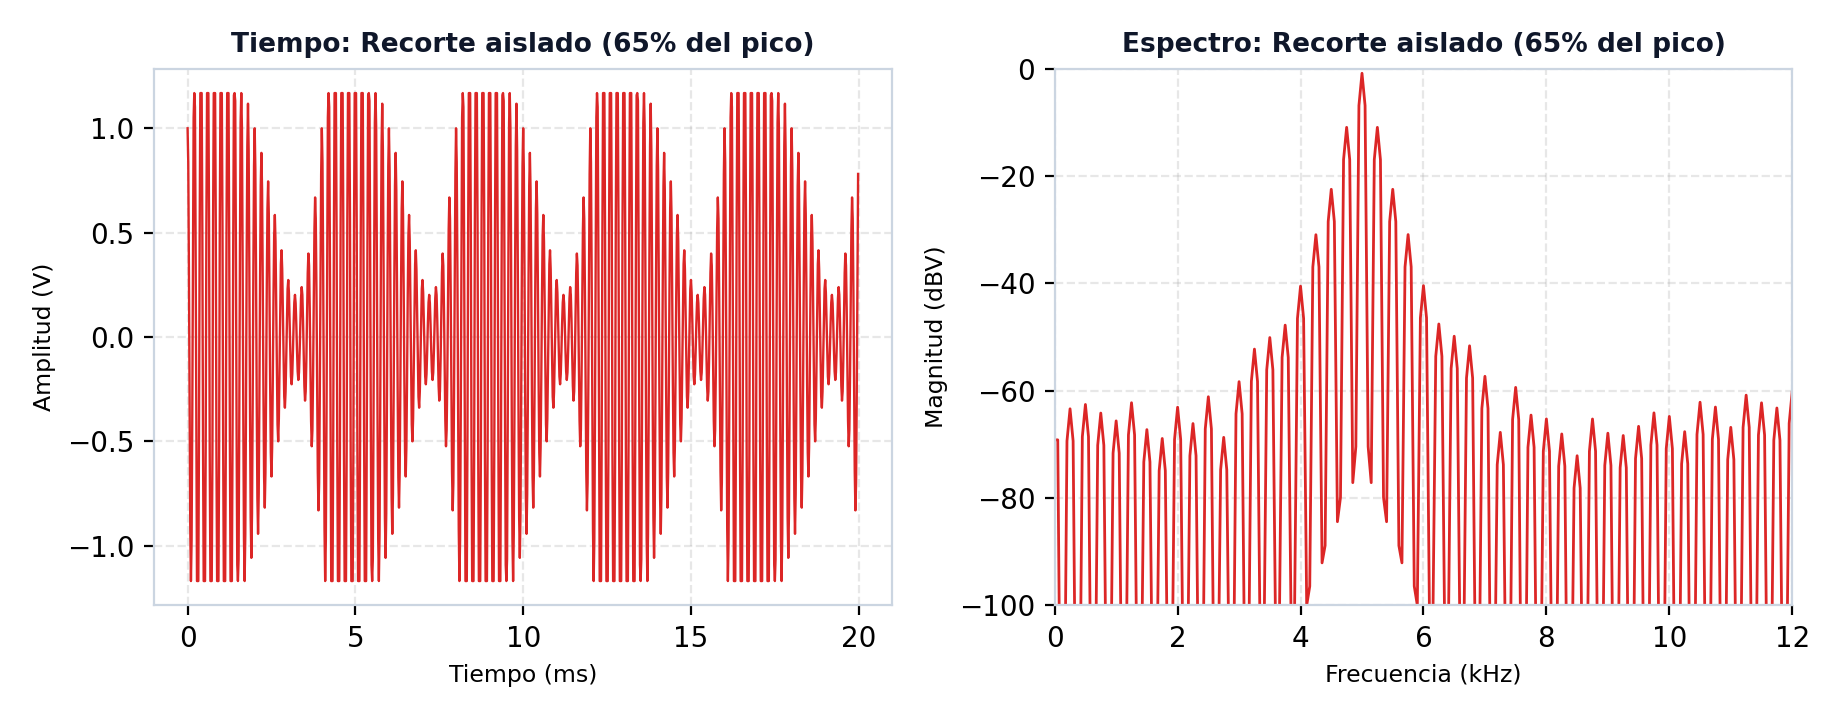 Tiempo: Recorte aislado (65% del pico)
1.0
0.5
0.0
−0.5
−1.0
Amplitud (V)
0 5 10 15 20
Tiempo (ms)
Espectro: Recorte aislado (65% del pico)
0
−20
−40
−60
−80
−100
Magnitud (dBV)
0 2 4 6 8 10 12
Frecuencia (kHz)